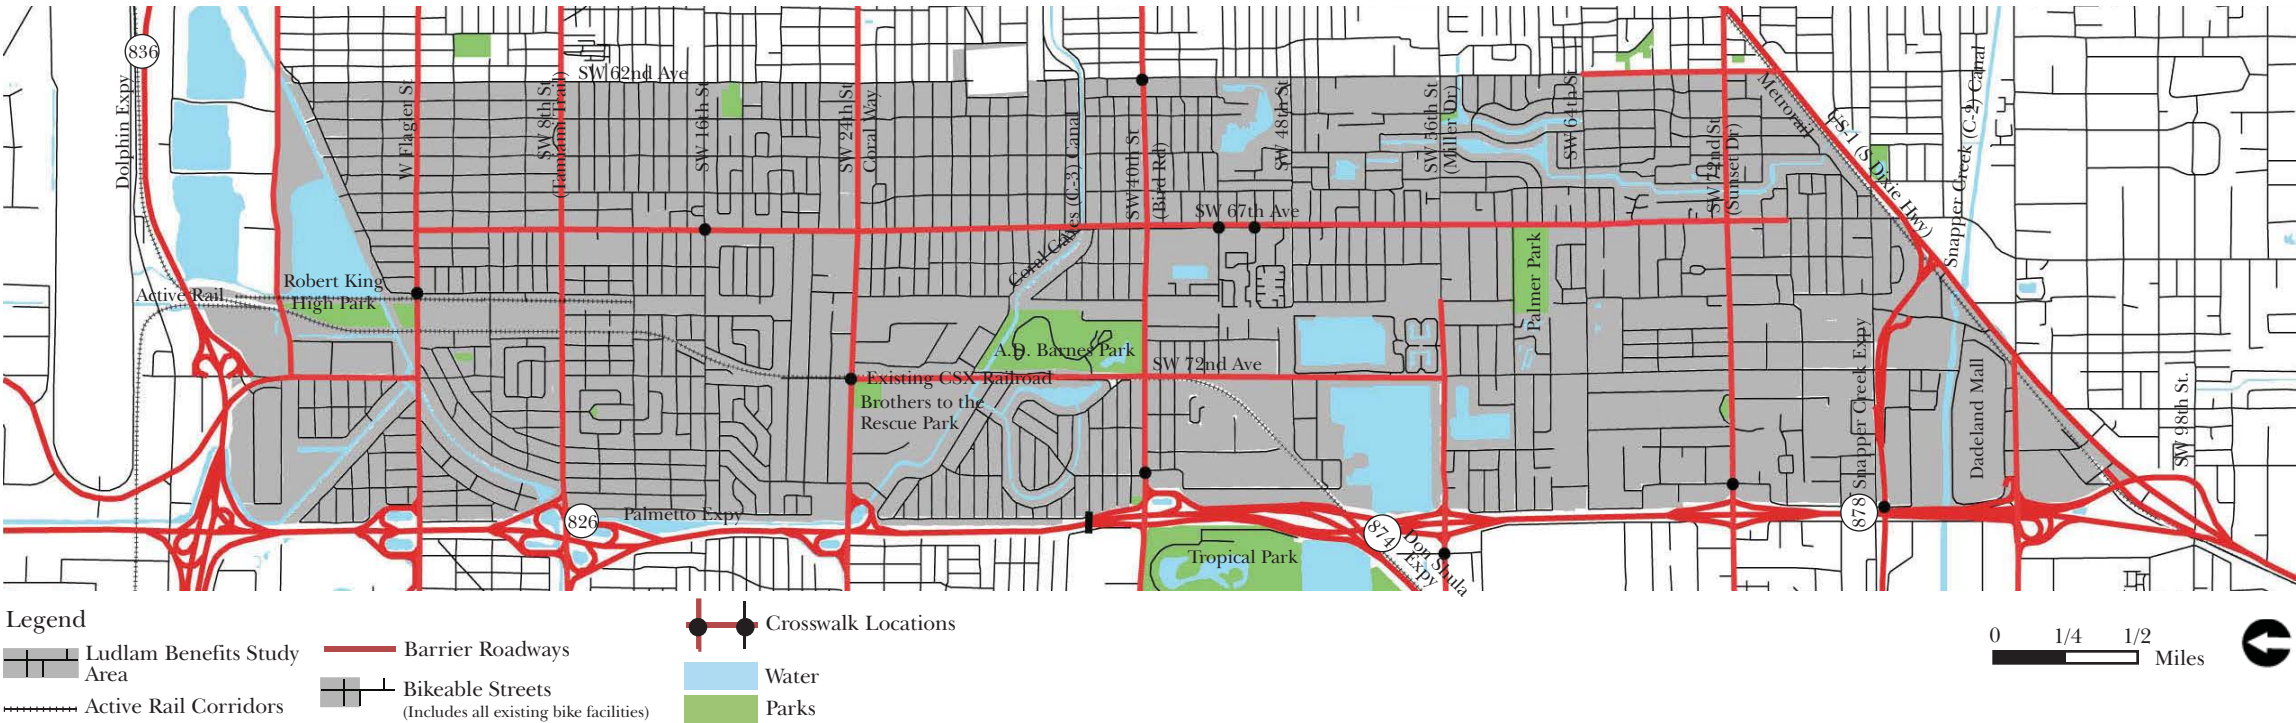 836
Dolphin Expy
W Flagler St
SW 8th St
(Tamiami Trail)
SW 62nd Ave
SW 16th St
SW 24th St
Coral Way
Coral Gables (C-3) Canal
SW 40th St
(Bird Rd)
SW 48th St
SW 56th St
(Miller Dr)
SW 64th St
SW 72nd St
(Sunset Dr)
Metrorail
US-1 (S Dixie Hwy)
Snapper Creek (C-2) Canal
SW 67th Ave
Active Rail
Robert King
High Park
Palmer Park
A.D. Barnes Park
SW 72nd Ave
Existing CSX Railroad
Brothers to the
Rescue Park
Snapper Creek Expy
Dadeland Mall
SW 98th St.
826
Palmetto Expy
Tropical Park
874
Don Shula
Expy
878
Legend
Ludlam Benefits Study
Area
Active Rail Corridors
Barrier Roadways
Bikeable Streets
(Includes all existing bike facilities)
Crosswalk Locations
Water
Parks
0 1/4 1/2
Miles